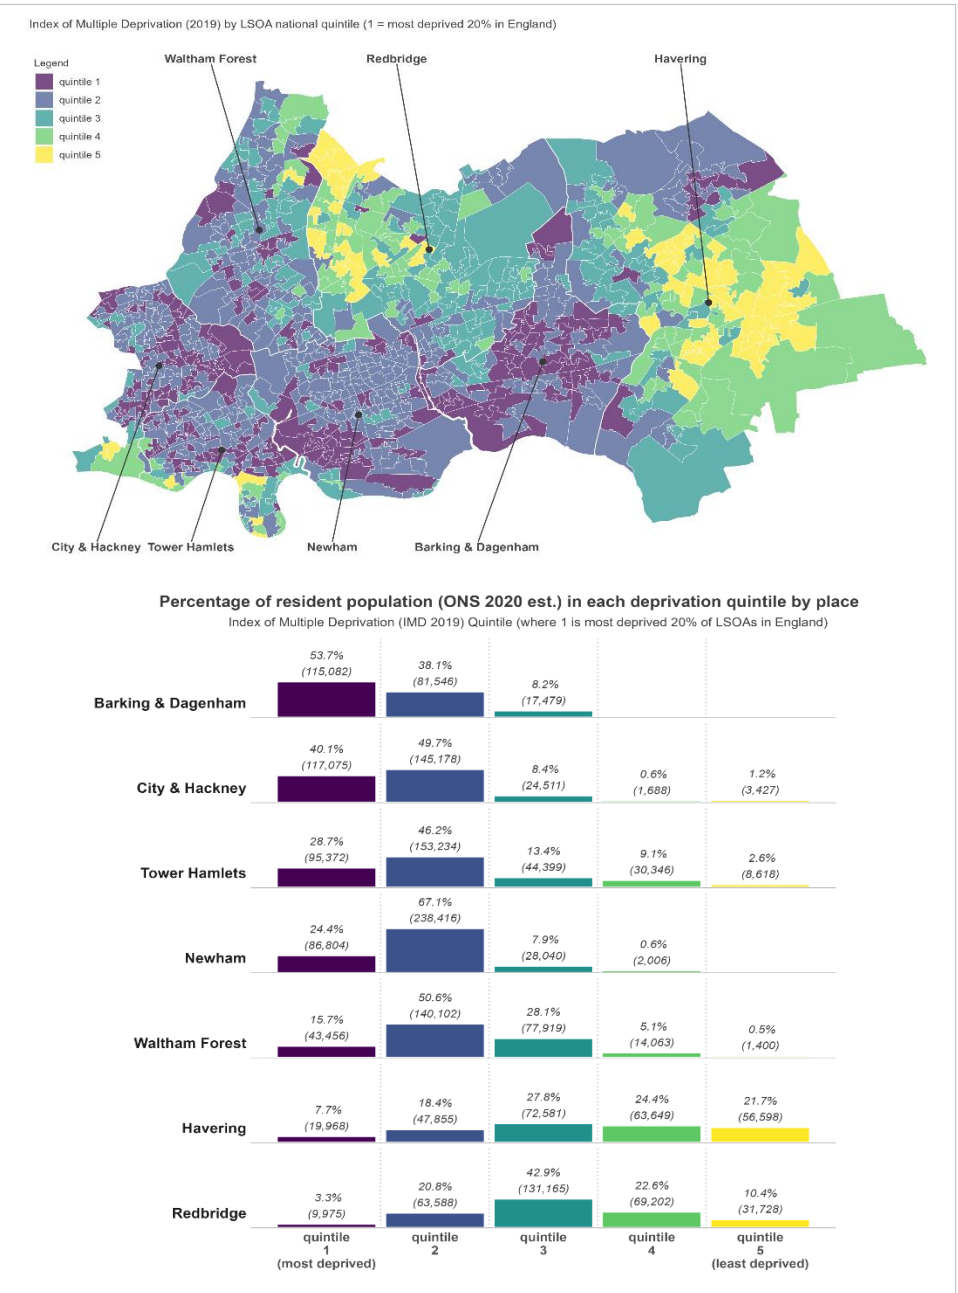 Index of Multiple Deprivation (2019) by LSOA national quintile (1 = most deprived 20% in England)
Waltham Forest Redbridge Havering
Legend
quintile 1
quintile 2
quintile 3
quintile 4
quintile 5
City & Hackney Tower Hamlets Newham Barking & Dagenham
Percentage of resident population (ONS 2020 est.) in each deprivation quintile by place
Index of Multiple Deprivation (IMD 2019) Quintile (where 1 is most deprived 20% of LSOAs in England)
53.7% 38.1% 8.2%
(115,082) (81,546) (17,479)
Barking & Dagenham
40.1% 49.7% 8.4% 0.6% 1.2%
(117,075) (145,178) (24,511) (1,688) (3,427)
City & Hackney
28.7% 46.2% 13.4% 9.1% 2.6%
(95,372) (153,234) (44,399) (30,346) (8,618)
Tower Hamlets
24.4% 67.1% 7.9% 0.6%
(86,804) (238,416) (28,040) (2,006)
Newham
15.7% 50.6% 28.1% 5.1% 0.5%
(43,456) (140,102) (77,919) (14,063) (1,400)
Waltham Forest
7.7% 18.4% 27.8% 24.4% 21.7%
(19,968) (47,855) (72,581) (63,649) (56,598)
Havering
3.3% 20.8% 42.9% 22.6% 10.4%
(9,975) (63,588) (131,165) (69,202) (31,728)
Redbridge
quintile quintile quintile quintile quintile
1 2 3 4 5
(most deprived) (least deprived)